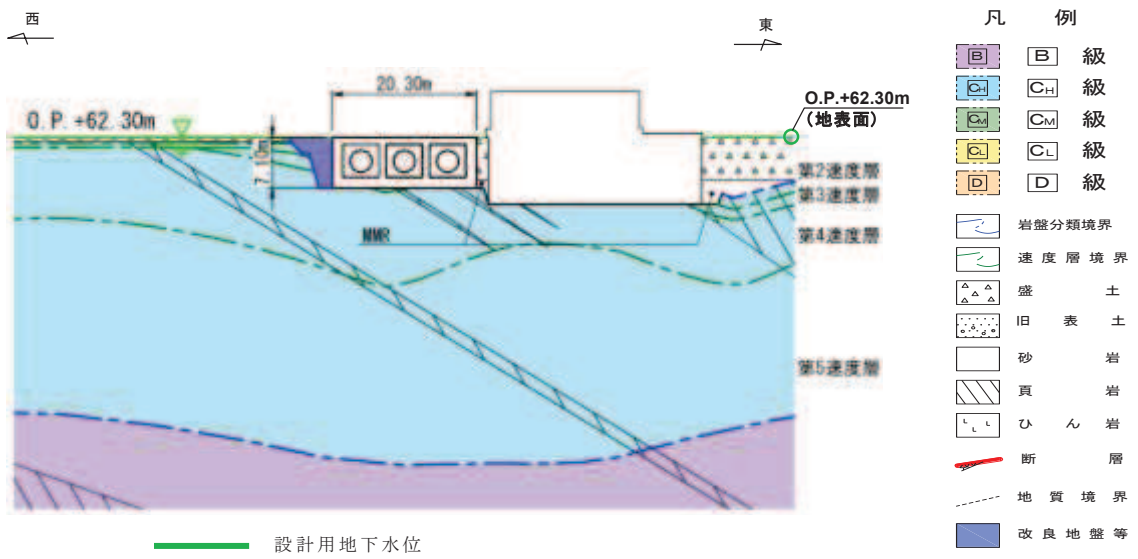 西
東
20.30m
O.P.+62.30m
O.P.+62.30m
(地表面)
7.10m
第2速度層
第3速度層
MMR
第4速度層
第5速度層
設計用地下水位
凡 例
B B 級
CH CH 級
CM CM 級
CL CL 級
D D 級
岩盤分類境界
速度層境界
盛土
旧表土
砂岩
頁岩
ひん岩
断層
地質境界
改良地盤等